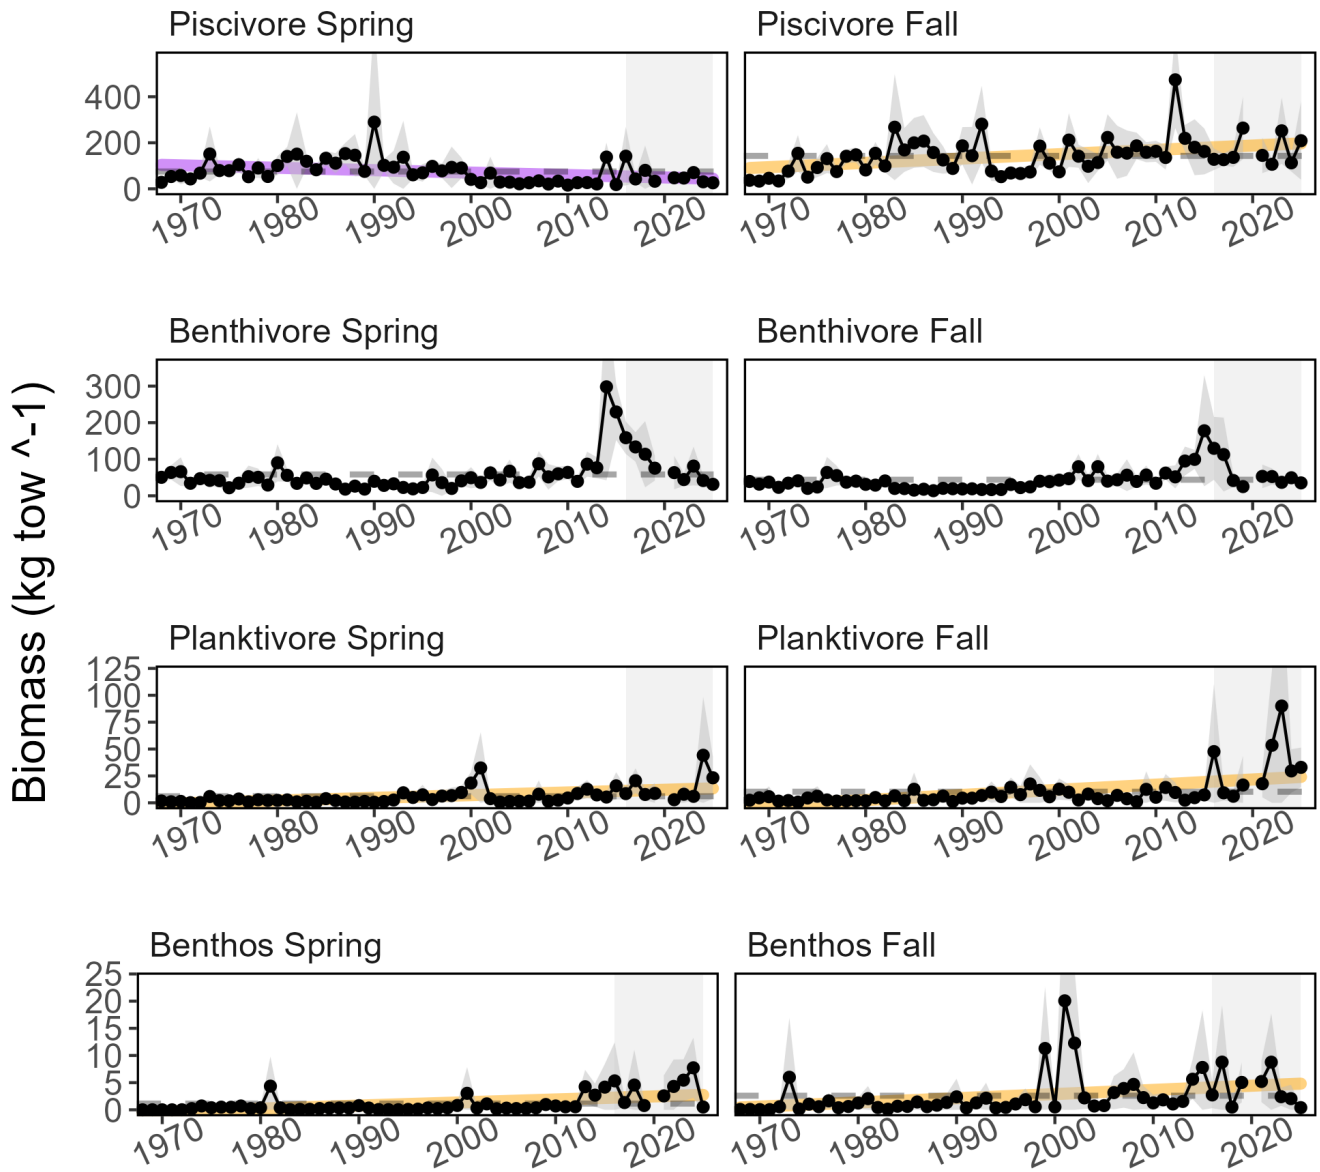 Piscivore Spring
Piscivore Fall
400
200
0
1970 1980 1990 2000 2010 2020
1970 1980 1990 2000 2010 2020
Benthivore Spring
Benthivore Fall
300
200
100
0
1970 1980 1990 2000 2010 2020
1970 1980 1990 2000 2010 2020
Biomass (kg tow ^-1)
Planktivore Spring
Planktivore Fall
125
100
75
50
25
0
1970 1980 1990 2000 2010 2020
1970 1980 1990 2000 2010 2020
Benthos Spring
Benthos Fall
25
20
15
10
5
0
1970 1980 1990 2000 2010 2020
1970 1980 1990 2000 2010 2020